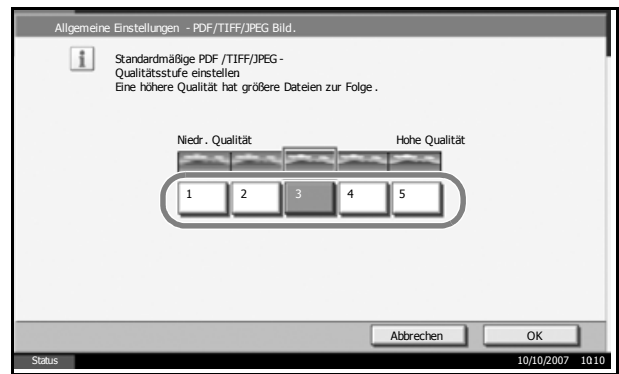 Allgemeine Einstellungen - PDF/TIFF/JPEG Bild.
i
Standardmäßige PDF /TIFF/JPEG -
Qualitätsstufe einstellen
Eine höhere Qualität hat größere Dateien zur Folge .
Niedr . Qualität Hohe Qualität
1 2 3 4 5
Abbrechen OK
Status 10/10/2007 10:10